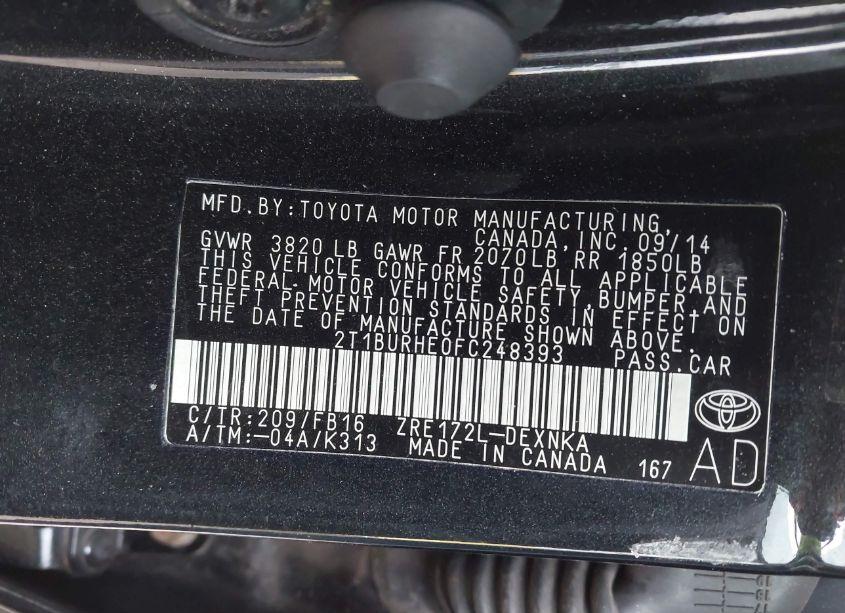 MFD.BY:TOYOTA MOTOR MANUFACTURING,
CANADA,INC. 09/14
GVWR 3820 LB GAWR FR 2070LB,RR 1850LB
THIS VEHICLE CONFORMS TO ALL APPLICABLE
FEDERAL MOTOR VEHICLE SAFETY,BUMPER,AND
THEFT PREVENTION STANDARDS IN EFFECT ON
THE DATE OF MANUFACTURE SHOWN ABOVE.
2T1BURHE0FC248393 PASS.CAR
C/TR:209/FB16 ZRE172L-DEXNKA
A/TM:-04A/K313 MADE IN CANADA 167 AD